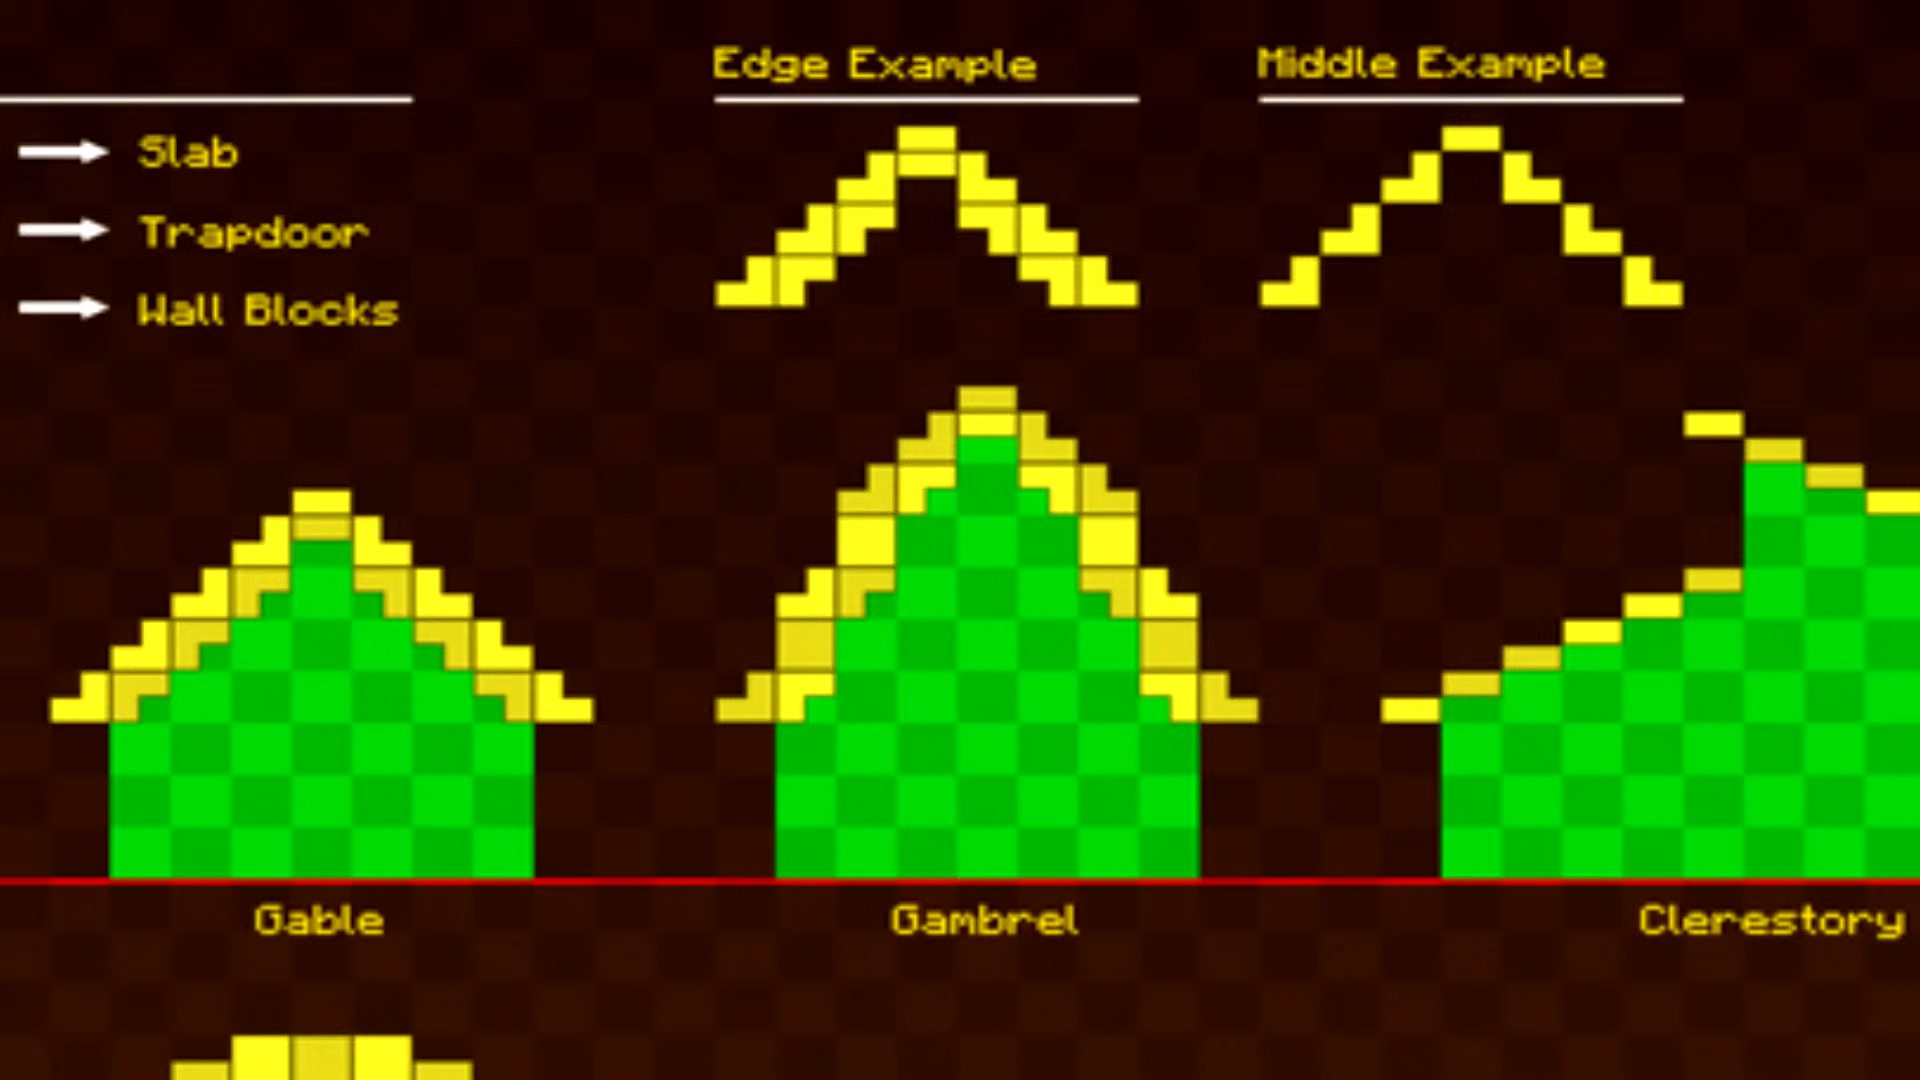 Edge Example
Middle Example
Slab
Trapdoor
Wall Blocks
Gable
Gambrel
Clerestory